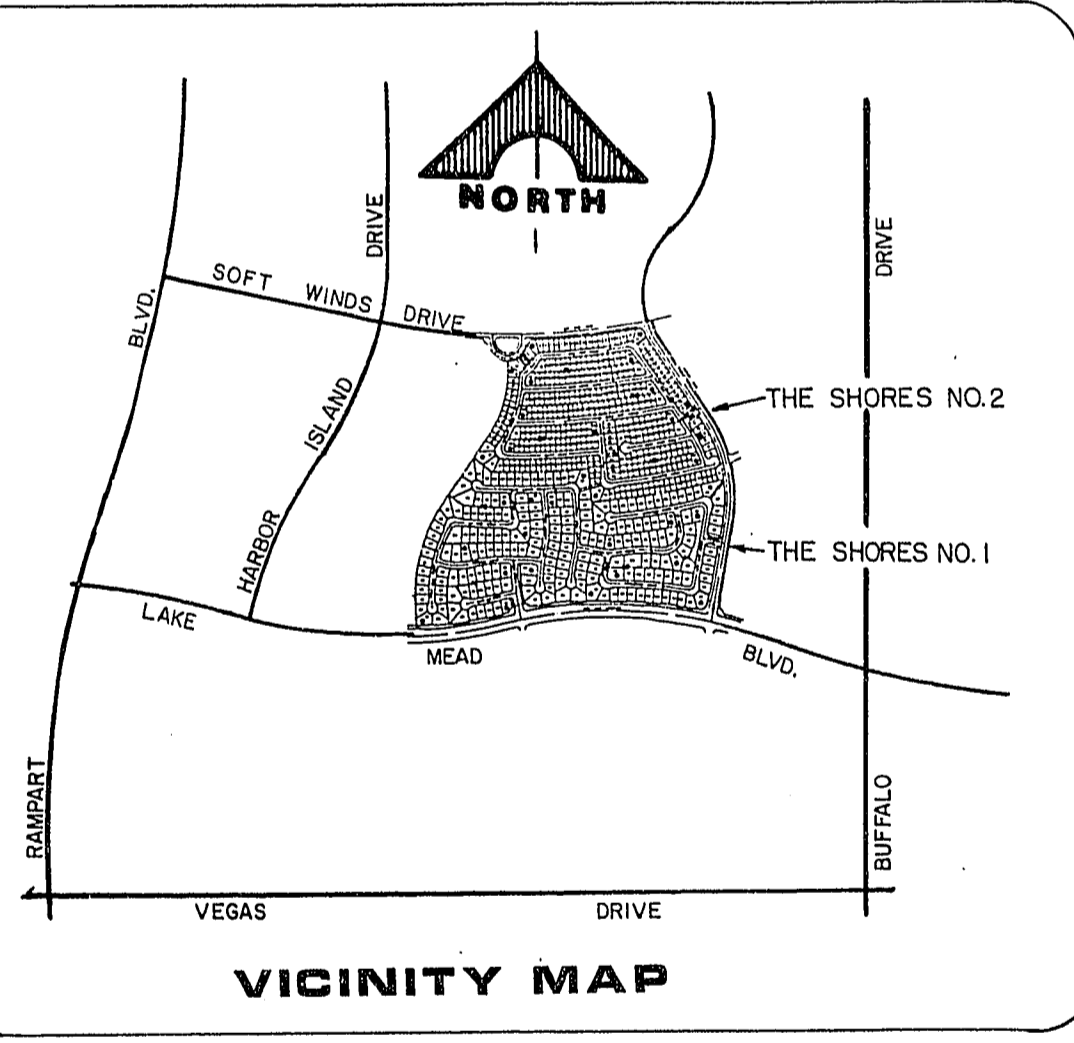 NORTH
SOFT WINDS DRIVE
RAMPART BLVD.
HARBOR ISLAND DRIVE
BUFFALO DRIVE
THE SHORES NO. 2
THE SHORES NO. 1
LAKE MEAD BLVD.
VEGAS DRIVE
VICINITY MAP